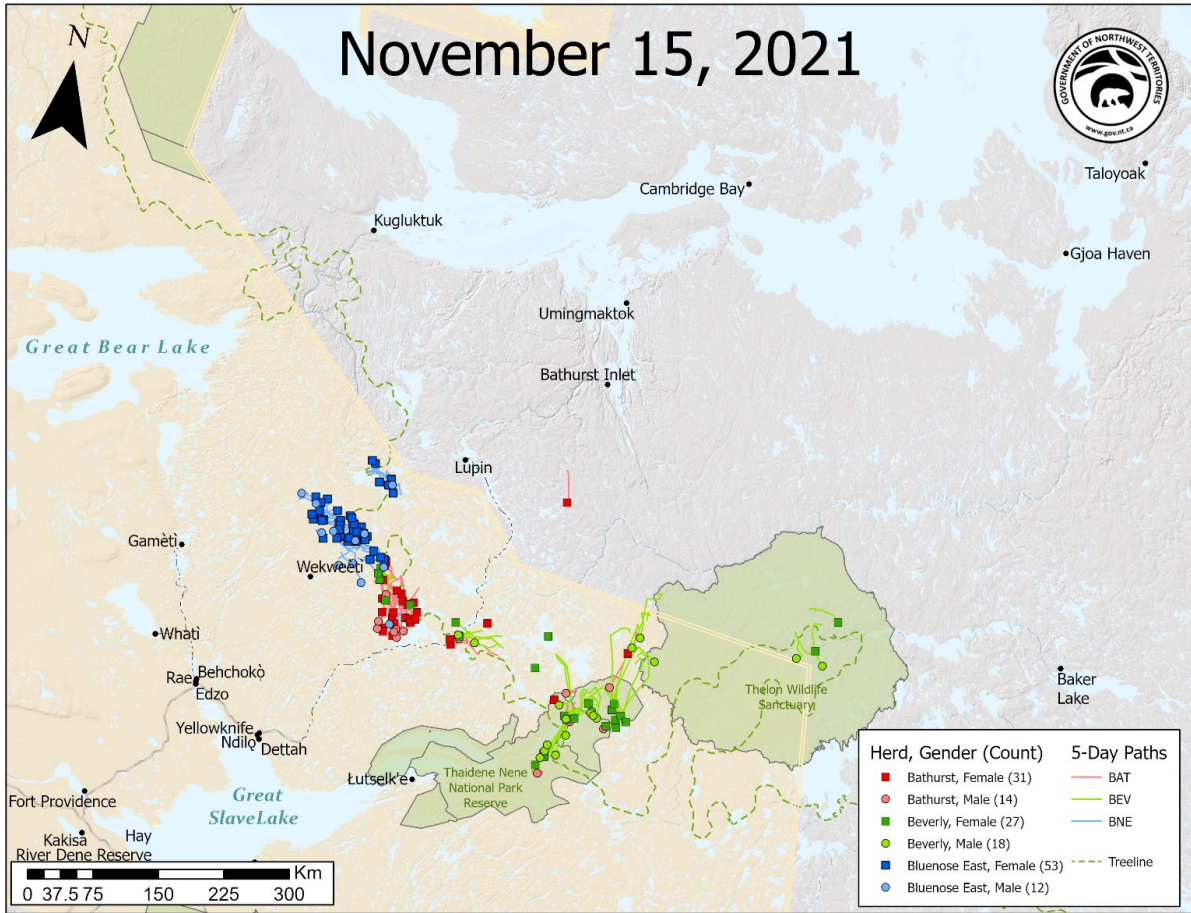 November 15, 2021
N
GOVERNMENT OF NORTHWEST TERRITORIES
www.gov.nt.ca
Taloyoak
Cambridge Bay
Kugluktuk
Gjoa Haven
Umingmaktok
Great Bear Lake
Bathurst Inlet
Lupin
Gamètì
Wekweètì
Whatì
Behchokò
Rae
Edzo
Baker
Lake
Thelon Wildlife
Sanctuary
Yellowknife
Ndilo
Dettah
Łutselk'e
Thaidene Nene
National Park
Reserve
Fort Providence
Great
Slave Lake
Kakisa
Hay
River Dene Reserve
Km
0 37.5 75 150 225 300
Herd, Gender (Count)
Bathurst, Female (31)
Bathurst, Male (14)
Beverly, Female (27)
Beverly, Male (18)
Bluenose East, Female (53)
Bluenose East, Male (12)
5-Day Paths
BAT
BEV
BNE
Treeline